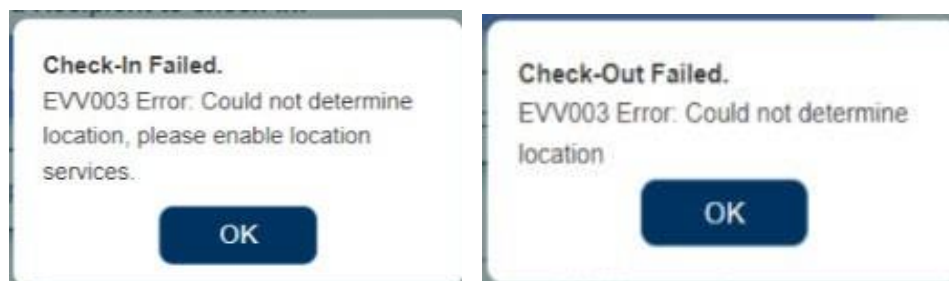 Check-In Failed.
EVV003 Error: Could not determine
location, please enable location
services.
OK
Check-Out Failed.
EVV003 Error: Could not determine
location
OK